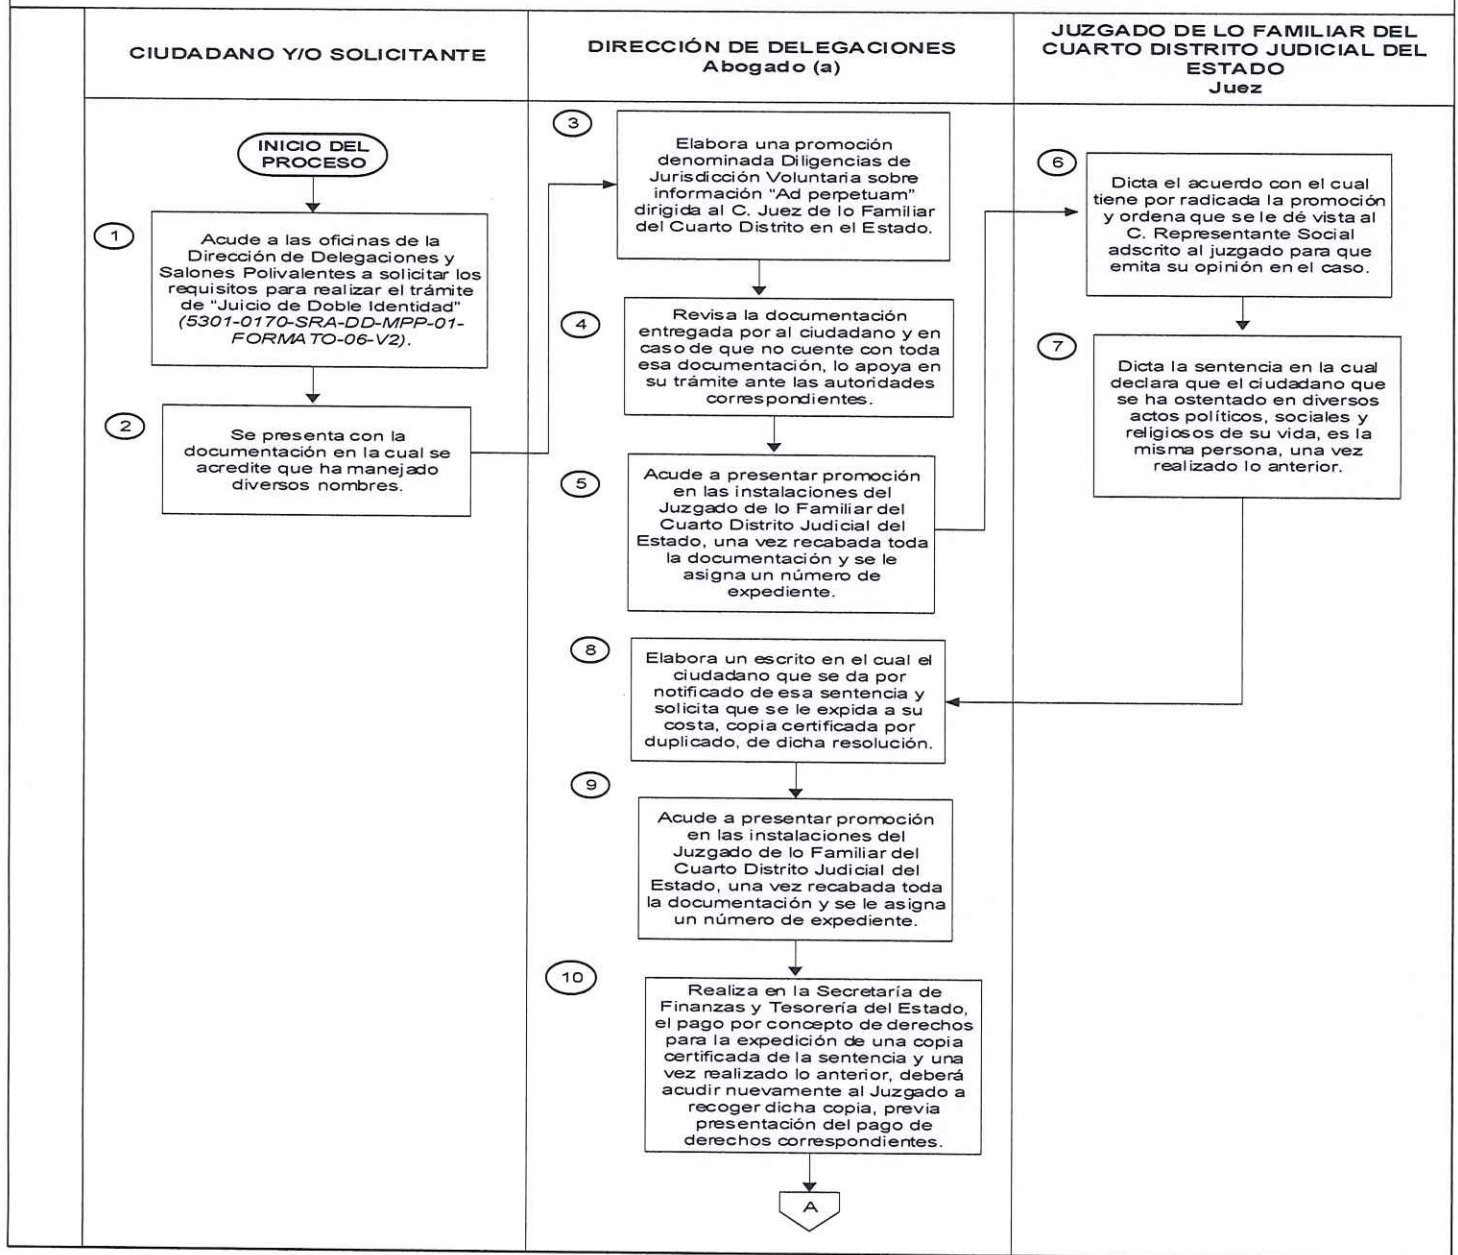 CIUDADANO Y/O SOLICITANTE
DIRECCIÓN DE DELEGACIONES
Abogado (a)
JUZGADO DE LO FAMILIAR DEL
CUARTO DISTRITO JUDICIAL DEL
ESTADO
Juez
INICIO DEL
PROCESO
1
Acude a las oficinas de la
Dirección de Delegaciones y
Salones Polivalentes a solicitar los
requisitos para realizar el trámite
de "Juicio de Doble Identidad"
(5301-0170-SRA-DD-MPP-01-
FORMATO-06-V2).
2
Se presenta con la
documentación en la cual se
acredite que ha manejado
diversos nombres.
3
Elabora una promoción
denominada Diligencias de
Jurisdicción Voluntaria sobre
información "Ad perpetuam"
dirigida al C. Juez de lo Familiar
del Cuarto Distrito en el Estado.
4
Revisa la documentación
entregada por al ciudadano y en
caso de que no cuente con toda
esa documentación, lo apoya en
su trámite ante las autoridades
correspondientes.
5
Acude a presentar promoción
en las instalaciones del
Juzgado de lo Familiar del
Cuarto Distrito Judicial del
Estado, una vez recabada toda
la documentación y se le
asigna un número de
expediente.
6
Dicta el acuerdo con el cual
tiene por radicada la promoción
y ordena que se le dé vista al
C. Representante Social
adscrito al juzgado para que
emita su opinión en el caso.
7
Dicta la sentencia en la cual
declara que el ciudadano que
se ha ostentado en diversos
actos políticos, sociales y
religiosos de su vida, es la
misma persona, una vez
realizado lo anterior.
8
Elabora un escrito en el cual el
ciudadano que se da por
notificado de esa sentencia y
solicita que se le expida a su
costa, copia certificada por
duplicado, de dicha resolución.
9
Acude a presentar promoción
en las instalaciones del
Juzgado de lo Familiar del
Cuarto Distrito Judicial del
Estado, una vez recabada toda
la documentación y se le asigna
un número de expediente.
10
Realiza en la Secretaría de
Finanzas y Tesorería del Estado,
el pago por concepto de derechos
para la expedición de una copia
certificada de la sentencia y una
vez realizado lo anterior, deberá
acudir nuevamente al Juzgado a
recoger dicha copia, previa
presentación del pago de
derechos correspondientes.
A